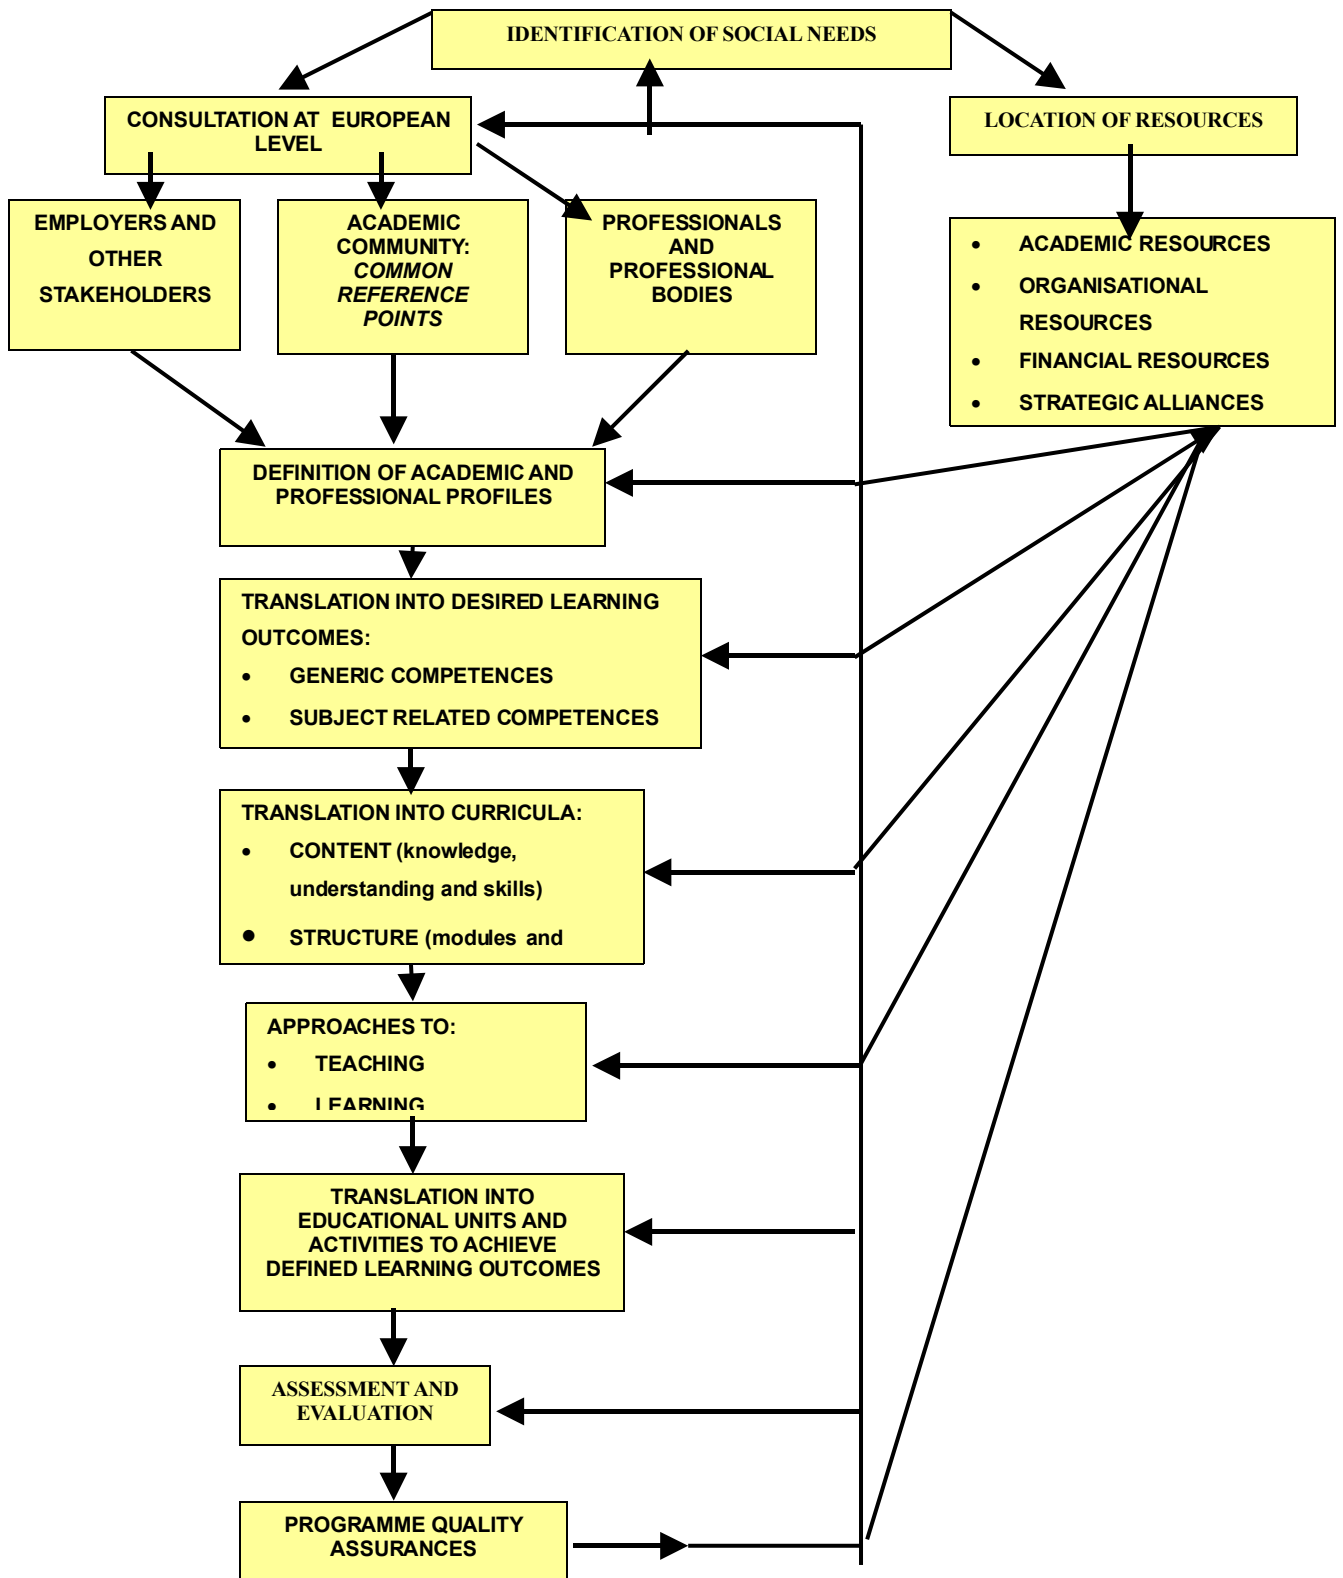 IDENTIFICATION OF SOCIAL NEEDS
CONSULTATION AT EUROPEAN
LEVEL
LOCATION OF RESOURCES
EMPLOYERS AND
OTHER
STAKEHOLDERS
ACADEMIC
COMMUNITY:
COMMON
REFERENCE
POINTS
PROFESSIONALS
AND
PROFESSIONAL
BODIES
• ACADEMIC RESOURCES
• ORGANISATIONAL
RESOURCES
• FINANCIAL RESOURCES
• STRATEGIC ALLIANCES
DEFINITION OF ACADEMIC AND
PROFESSIONAL PROFILES
TRANSLATION INTO DESIRED LEARNING
OUTCOMES:
• GENERIC COMPETENCES
• SUBJECT RELATED COMPETENCES
TRANSLATION INTO CURRICULA:
• CONTENT (knowledge,
understanding and skills)
• STRUCTURE (modules and
APPROACHES TO:
• TEACHING
• LEARNING
TRANSLATION INTO
EDUCATIONAL UNITS AND
ACTIVITIES TO ACHIEVE
DEFINED LEARNING OUTCOMES
ASSESSMENT AND
EVALUATION
PROGRAMME QUALITY
ASSURANCES